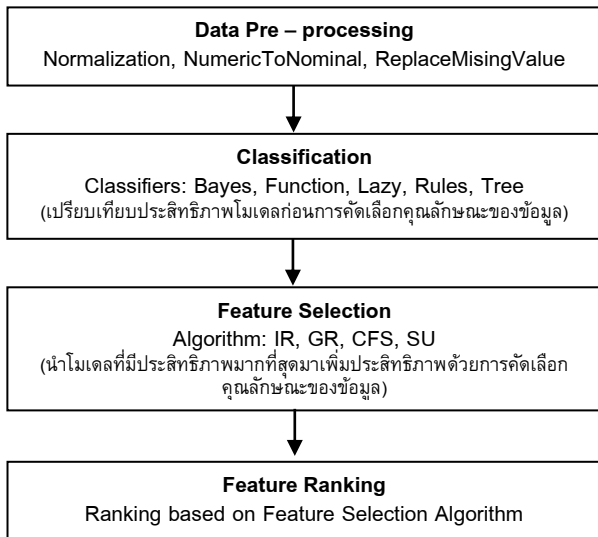 Data Pre – processing
Normalization, NumericToNominal, ReplaceMisingValue
Classification
Classifiers: Bayes, Function, Lazy, Rules, Tree
(เปรียบเทียบประสิทธิภาพโมเดลก่อนการคัดเลือกคุณลักษณะของข้อมูล)
Feature Selection
Algorithm: IR, GR, CFS, SU
(นำโมเดลที่มีประสิทธิภาพมากที่สุดมาเพิ่มประสิทธิภาพด้วยการคัดเลือก
คุณลักษณะของข้อมูล)
Feature Ranking
Ranking based on Feature Selection Algorithm